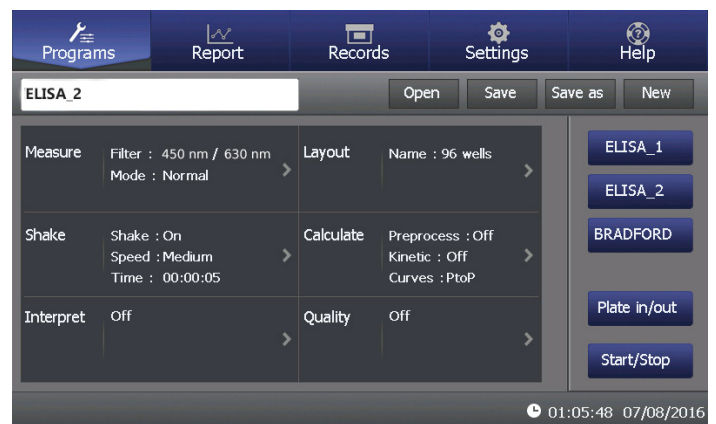 Programs
Report
Records
Settings
Help
ELISA_2
Open
Save
Save as
New
Measure
Filter : 450 nm / 630 nm
Mode : Normal
Layout
Name : 96 wells
Shake
Shake : On
Speed : Medium
Time : 00:00:05
Calculate
Preprocess : Off
Kinetic : Off
Curves : PtoP
Interpret
Off
Quality
Off
ELISA_1
ELISA_2
BRADFORD
Plate in/out
Start/Stop
01:05:48 07/08/2016